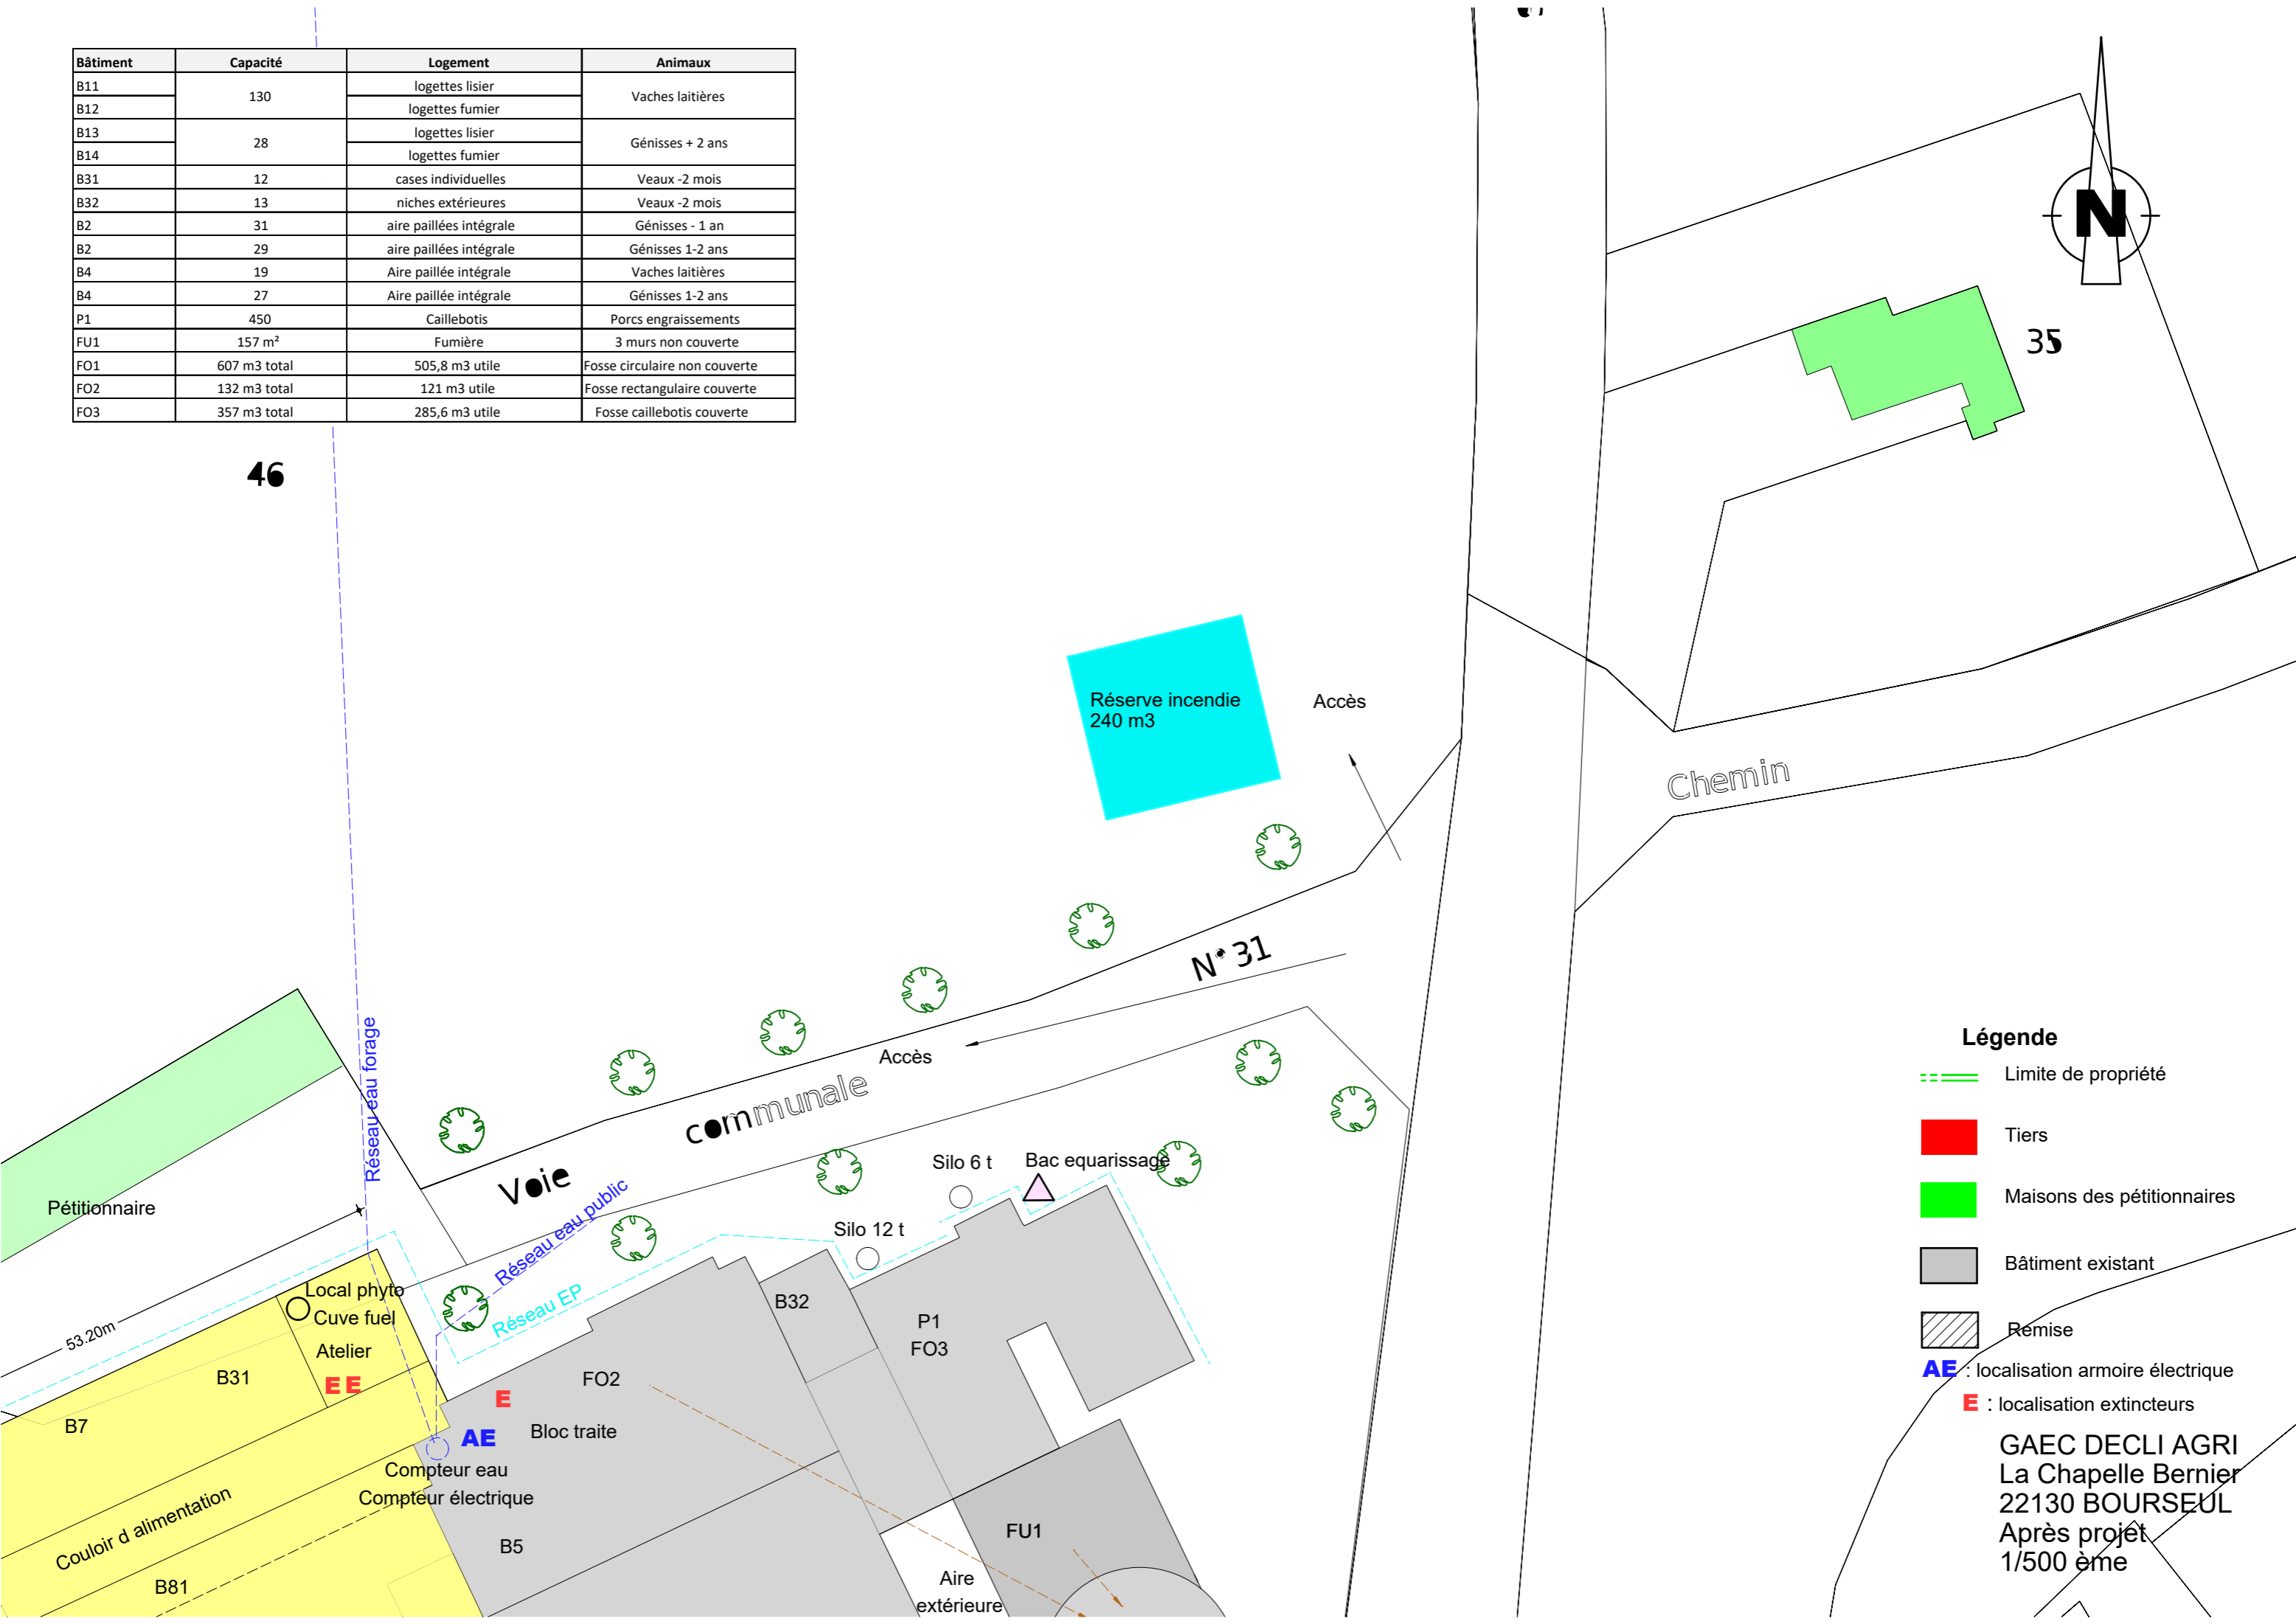 Bâtiment Capacité Logement Animaux
B11 130 logettes lisier Vaches laitières
B12 logettes fumier
B13 28 logettes lisier Génisses + 2 ans
B14 logettes fumier
B31 12 cases individuelles Veaux -2 mois
B32 13 niches extérieures Veaux -2 mois
B2 31 aire paillées intégrale Génisses - 1 an
B2 29 aire paillées intégrale Génisses 1-2 ans
B4 19 Aire paillée intégrale Vaches laitières
B4 27 Aire paillée intégrale Génisses 1-2 ans
P1 450 Caillebotis Porcs engraissements
FU1 157 m² Fumière 3 murs non couverte
FO1 607 m3 total 505,8 m3 utile Fosse circulaire non couverte
FO2 132 m3 total 121 m3 utile Fosse rectangulaire couverte
FO3 357 m3 total 285,6 m3 utile Fosse caillebotis couverte
46
N
35
Réserve incendie
240 m3
Accès
Chemin
N° 31
Accès
communale
Voie
Réseau eau forage
Réseau eau public
Réseau EP
Pétitionnaire
53.20m
Silo 6 t
Bac equarissage
Silo 12 t
Local phyto
Cuve fuel
Atelier
E E
B31
B7
B32
P1
FO3
FO2
E
AE
Bloc traite
Compteur eau
Compteur électrique
Couloir d alimentation
B5
B81
FU1
Aire
extérieure
Légende
Limite de propriété
Tiers
Maisons des pétitionnaires
Bâtiment existant
Remise
AE : localisation armoire électrique
E : localisation extincteurs
GAEC DECLI AGRI
La Chapelle Bernier
22130 BOURSEUL
Après projet
1/500 ème